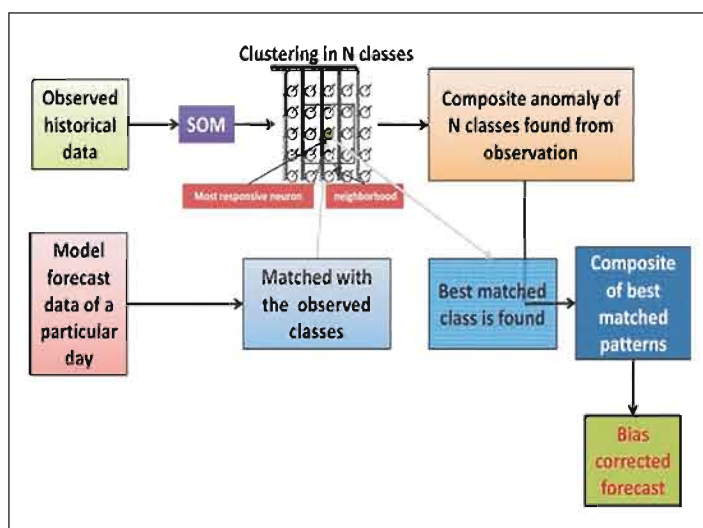 Clustering in N classes
Observed
historical
data
SOM
Composite anomaly of
N classes found from
observation
Most responsive neuron
neighborhood
Model
forecast
data of a
particular
day
Matched with
the observed
classes
Best matched
class is found
Composite
of best
matched
patterns
Bias
corrected
forecast